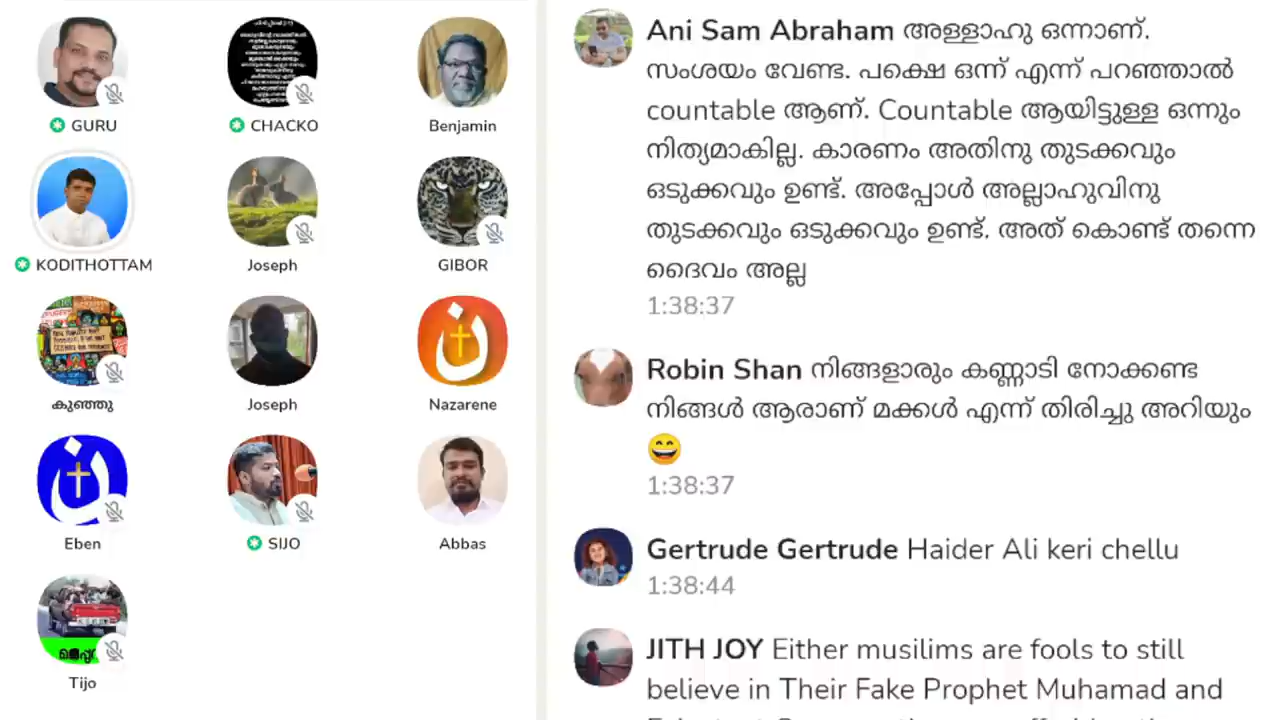 GURU
CHACKO
Benjamin
KODITHOTTAM
Joseph
GIBOR
കുഞ്ഞു
Joseph
Nazarene
Eben
SIJO
Abbas
Tijo
Ani Sam Abraham അള്ളാഹു ഒന്നാണ്.
സംശയം വേണ്ട. പക്ഷെ ഒന്ന് എന്ന് പറഞ്ഞാൽ
countable ആണ്. Countable ആയിട്ടുള്ള ഒന്നും
നിത്യമാകില്ല. കാരണം അതിനു തുടക്കവും
ഒടുക്കവും ഉണ്ട്. അപ്പോൾ അല്ലാഹുവിനു
തുടക്കവും ഒടുക്കവും ഉണ്ട്. അത് കൊണ്ട് തന്നെ
ദൈവം അല്ല
1:38:37
Robin Shan നിങ്ങളാരും കണ്ണാടി നോക്കണ്ട
നിങ്ങൾ ആരാണ് മക്കൾ എന്ന് തിരിച്ചു അറിയും
😄
1:38:37
Gertrude Gertrude Haider Ali keri chellu
1:38:44
JITH JOY Either musilims are fools to still
believe in Their Fake Prophet Muhamad and